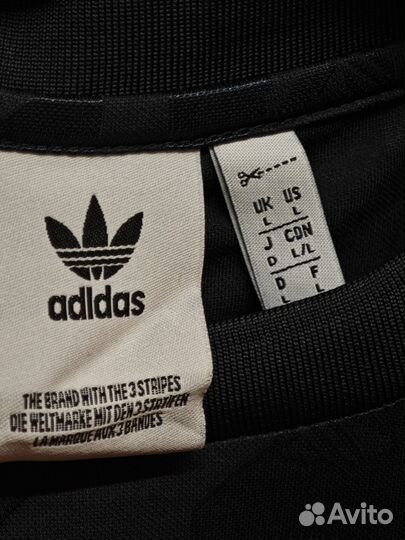 adidas
THE BRAND WITH THE 3 STRIPES
DIE WELTMARKE MIT DEN 3 STREIFEN
LA MARQUE AUX 3 BANDES
UK US
L L
J CDN
O L/L
D F
L L
Avito